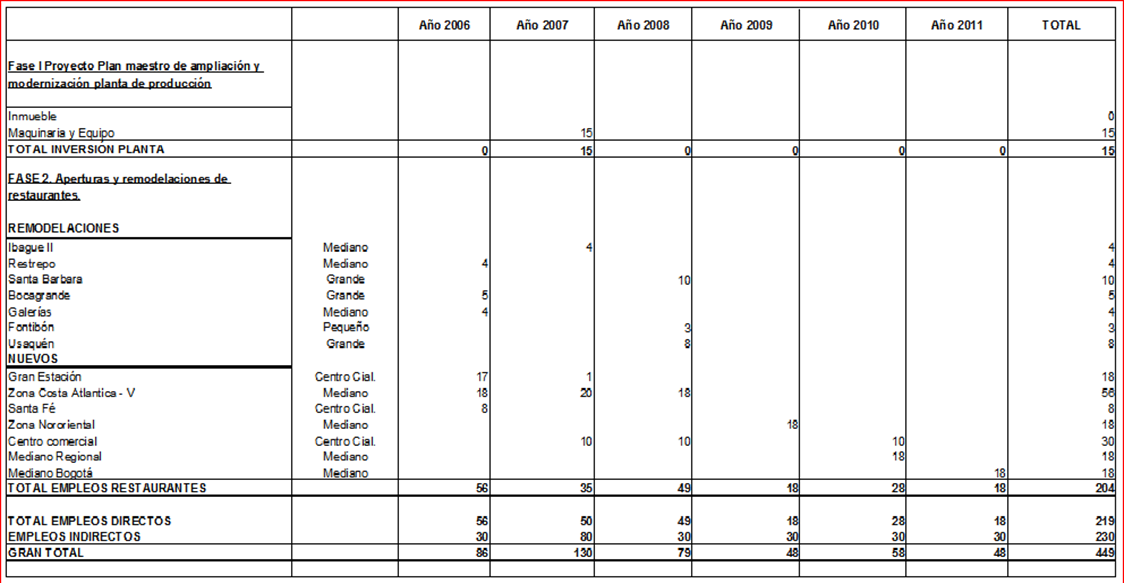 Año 2006 Año 2007 Año 2008 Año 2009 Año 2010 Año 2011 TOTAL
Fase I Proyecto Plan maestro de ampliación y
modernización planta de producción
Inmueble 0
Maquinaria y Equipo 15 15
TOTAL INVERSIÓN PLANTA 0 15 0 0 0 0 15
FASE 2. Aperturas y remodelaciones de
restaurantes.
REMODELACIONES
Ibague II Mediano 4 4
Restrepo Mediano 4 4
Santa Barbara Grande 10 10
Bocagrande Grande 5 5
Galerías Mediano 4 4
Fontibón Pequeño 3 3
Usaquén Grande 8 8
NUEVOS
Gran Estación Centro Cial. 17 1 18
Zona Costa Atlantica - V Mediano 18 20 18 56
Santa Fé Centro Cial. 8 8
Zona Nororiental Mediano 18 18
Centro comercial Centro Cial. 10 10 10 30
Mediano Regional Mediano 18 18
Mediano Bogotá Mediano 18 18
TOTAL EMPLEOS RESTAURANTES 56 35 49 18 28 18 204
TOTAL EMPLEOS DIRECTOS 56 50 49 18 28 18 219
EMPLEOS INDIRECTOS 30 80 30 30 30 30 230
GRAN TOTAL 86 130 79 48 58 48 449